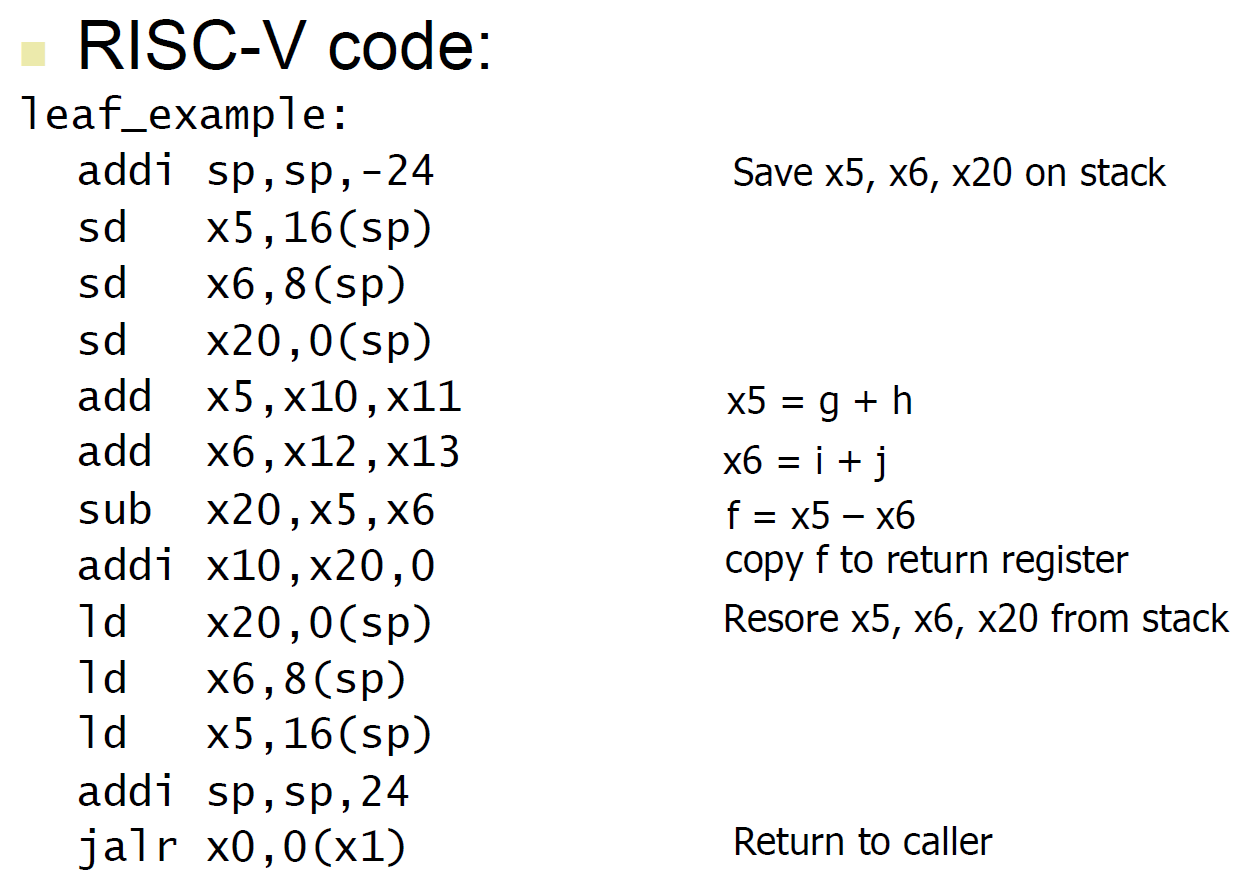 RISC-V code:
leaf_example:
addi sp,sp,-24 Save x5, x6, x20 on stack
sd x5,16(sp)
sd x6,8(sp)
sd x20,0(sp)
add x5,x10,x11 x5 = g + h
add x6,x12,x13 x6 = i + j
sub x20,x5,x6 f = x5 – x6
addi x10,x20,0 copy f to return register
ld x20,0(sp) Resore x5, x6, x20 from stack
ld x6,8(sp)
ld x5,16(sp)
addi sp,sp,24
jalr x0,0(x1) Return to caller